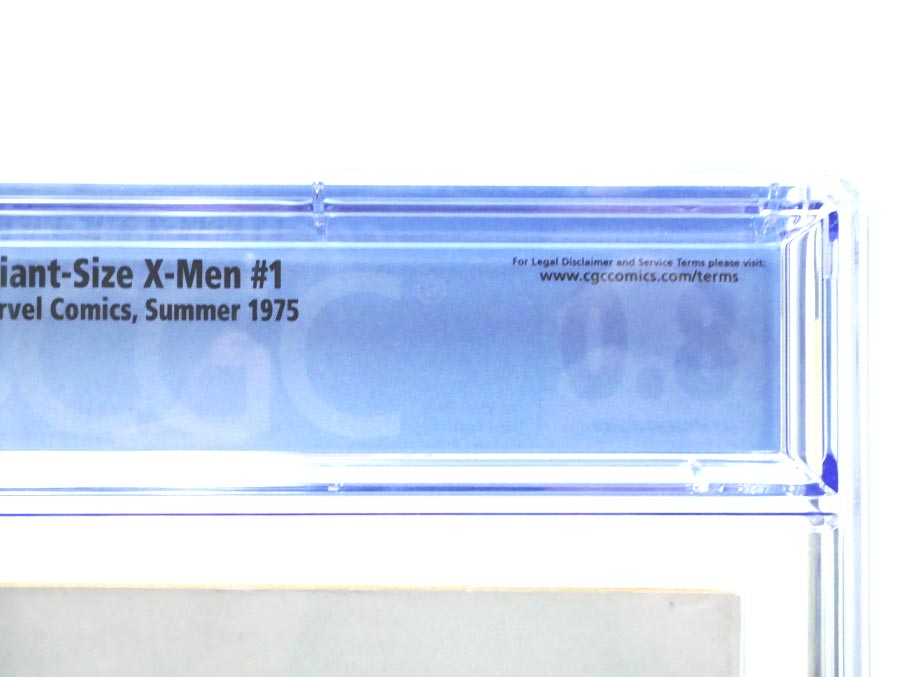 iant-Size X-Men #1
rvel Comics, Summer 1975
For Legal Disclaimer and Service Terms please visit:
www.cgccomics.com/terms
CGC®
0.8